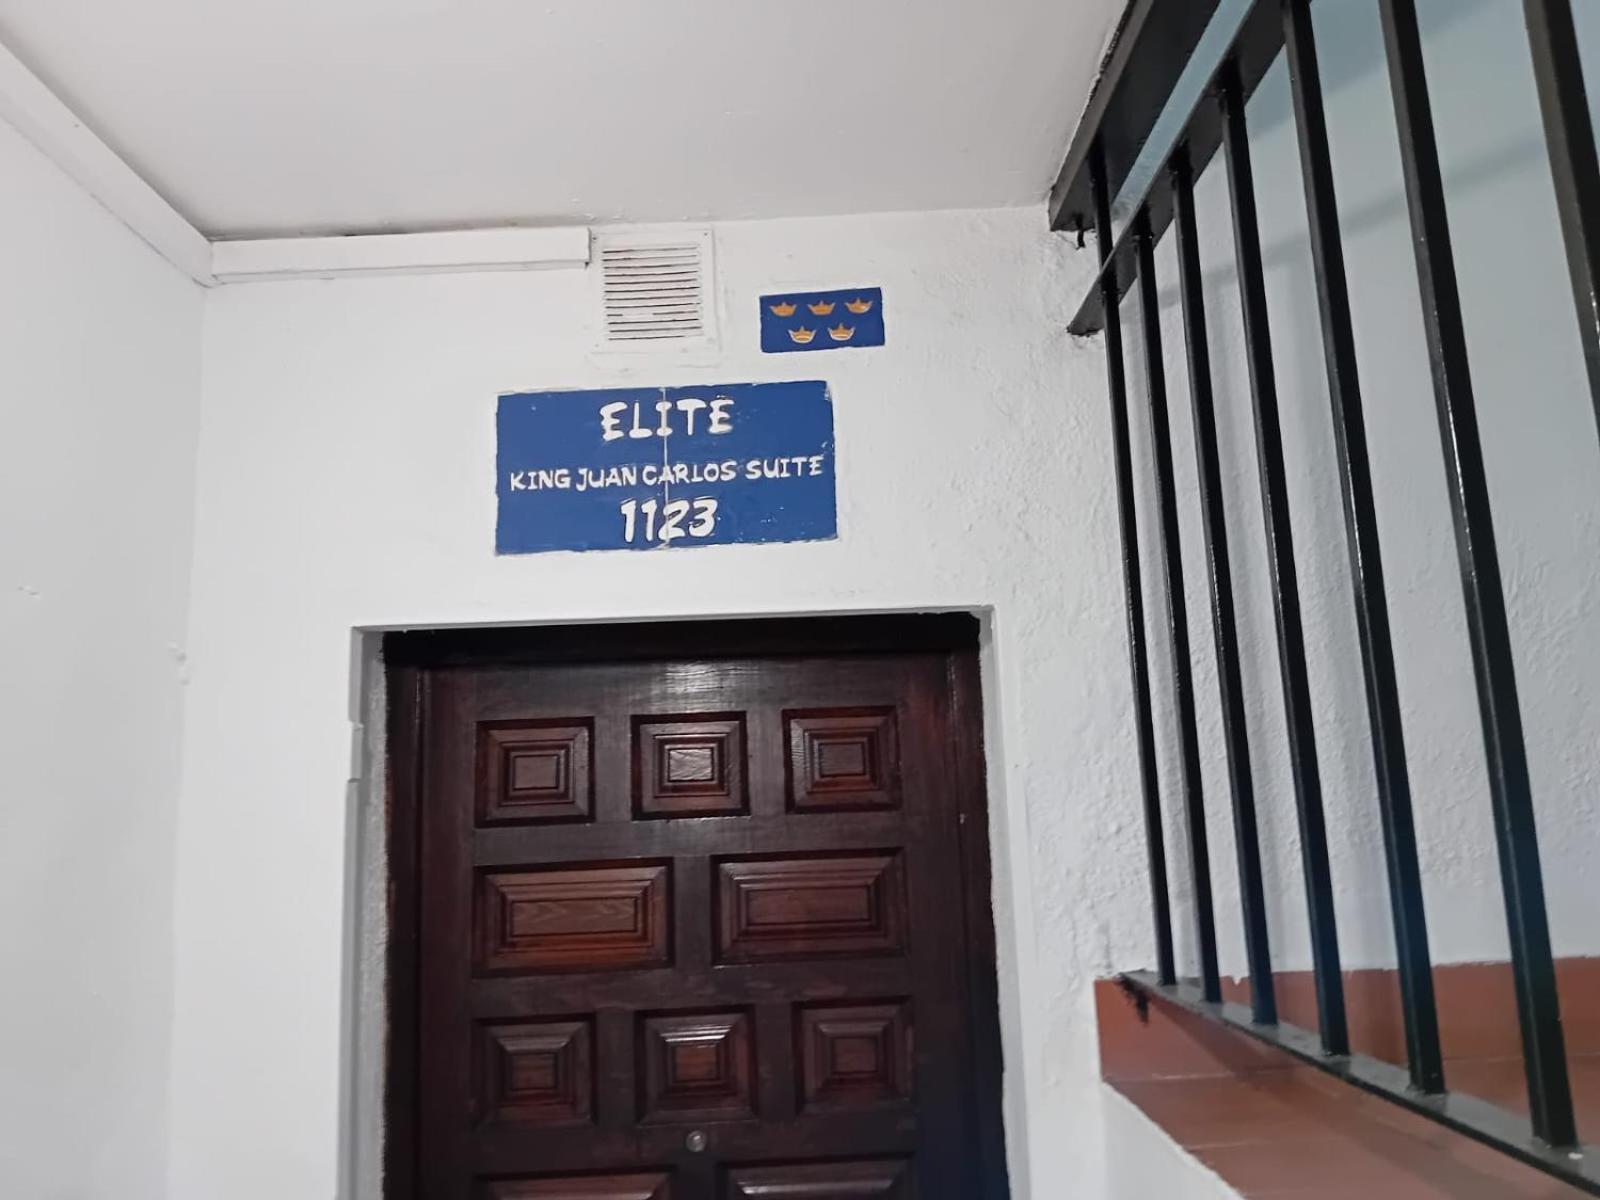 ELITE
KING JUAN CARLOS SUITE
1123